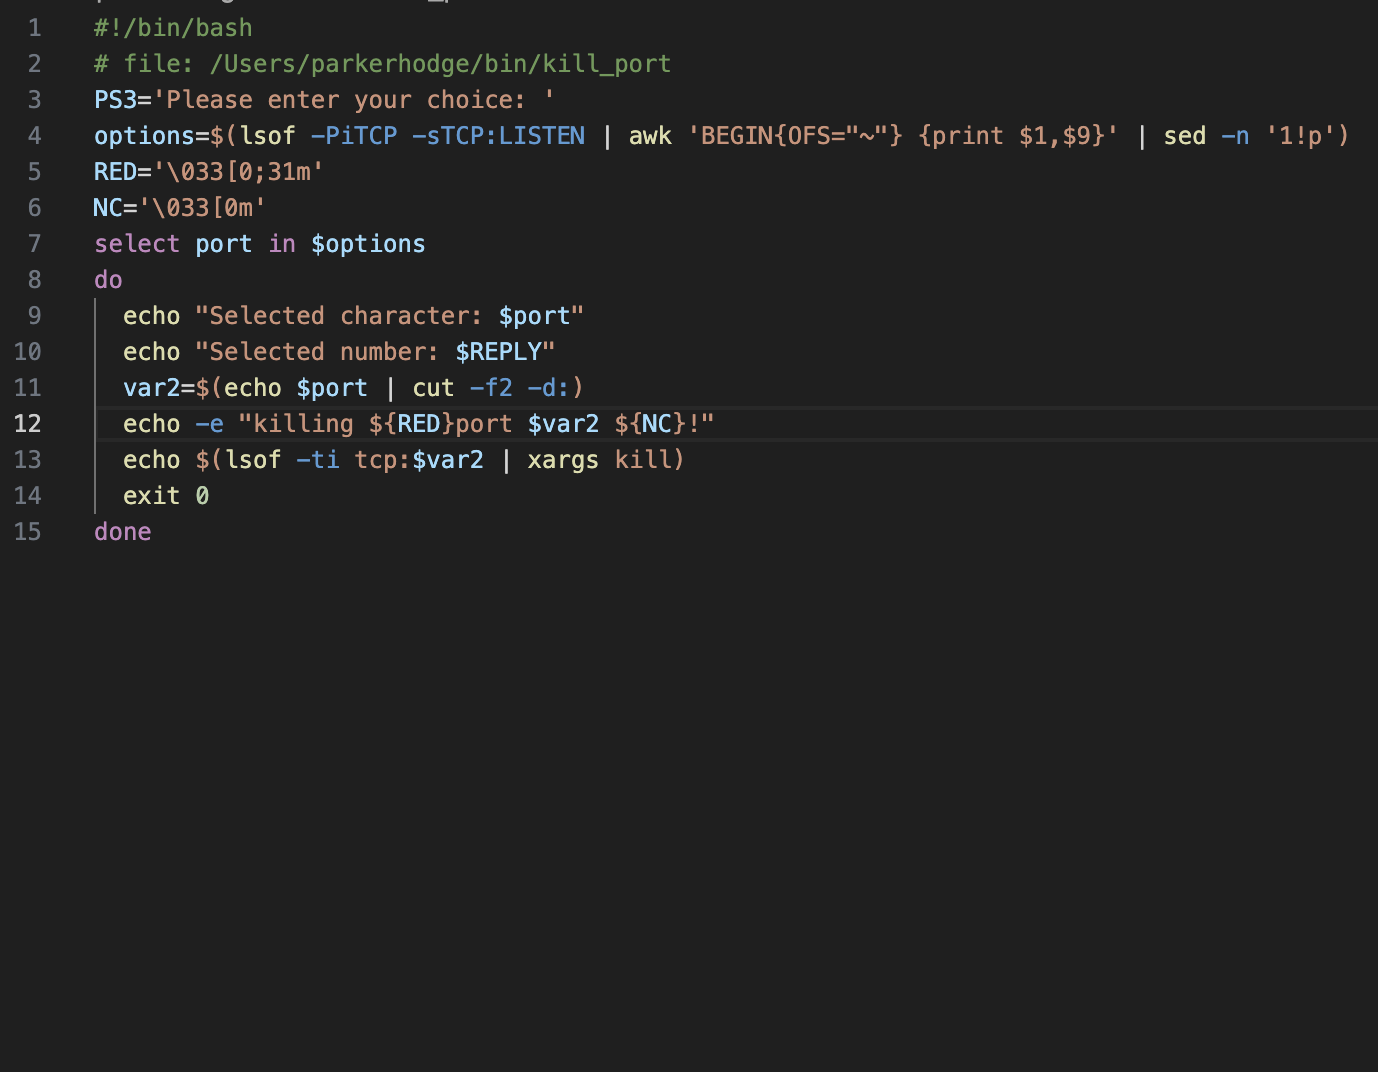 1 #!/bin/bash
2 # file: /Users/parkerhodge/bin/kill_port
3 PS3='Please enter your choice: '
4 options=$(lsof -PiTCP -sTCP:LISTEN | awk 'BEGIN{OFS="~"} {print $1,$9}' | sed -n '1!p')
5 RED='\033[0;31m'
6 NC='\033[0m'
7 select port in $options
8 do
9   echo "Selected character: $port"
10   echo "Selected number: $REPLY"
11   var2=$(echo $port | cut -f2 -d:)
12   echo -e "killing ${RED}port $var2 ${NC}!"
13   echo $(lsof -ti tcp:$var2 | xargs kill)
14   exit 0
15 done